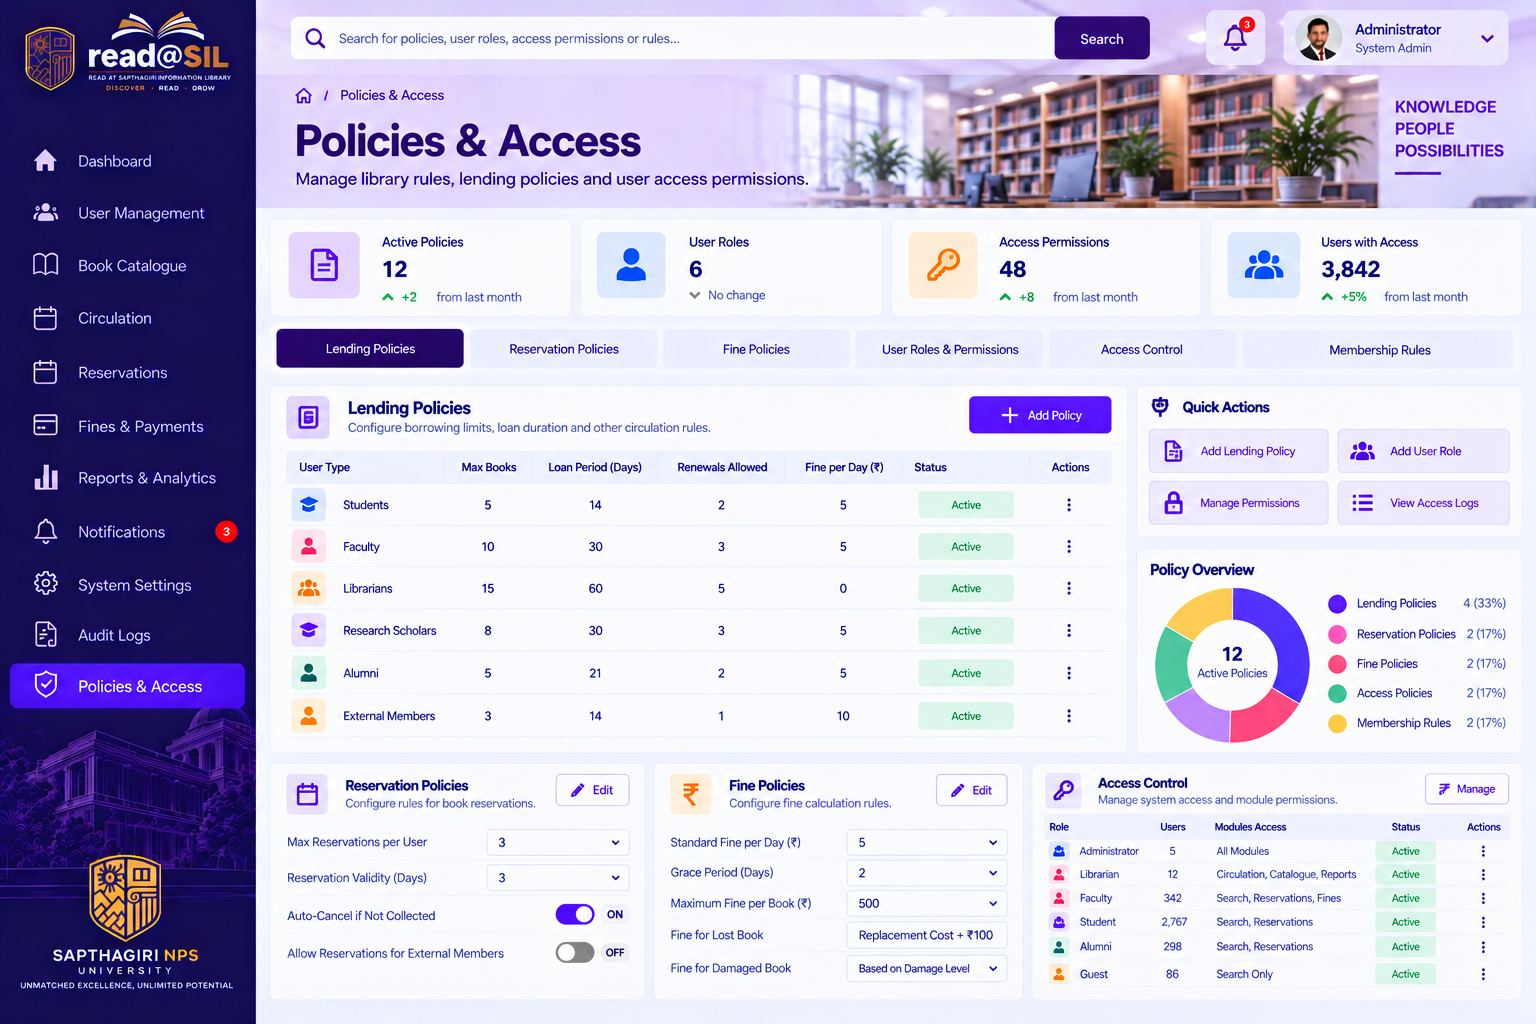 read@SIL
READ AT SAPTHAGIRI INFORMATION LIBRARY
DISCOVER · READ · GROW
Dashboard
User Management
Book Catalogue
Circulation
Reservations
Fines & Payments
Reports & Analytics
Notifications 3
System Settings
Audit Logs
Policies & Access
SAPTHAGIRI NPS
UNIVERSITY
UNMATCHED EXCELLENCE, UNLIMITED POTENTIAL
Search for policies, user roles, access permissions or rules...
Search
3
Administrator
System Admin
/ Policies & Access
Policies & Access
Manage library rules, lending policies and user access permissions.
KNOWLEDGE
PEOPLE
POSSIBILITIES
Active Policies
12
+2 from last month
User Roles
6
No change
Access Permissions
48
+8 from last month
Users with Access
3,842
+5% from last month
Lending Policies
Reservation Policies
Fine Policies
User Roles & Permissions
Access Control
Membership Rules
Lending Policies
Configure borrowing limits, loan duration and other circulation rules.
Add Policy
User Type Max Books Loan Period (Days) Renewals Allowed Fine per Day (₹) Status Actions
Students 5 14 2 5 Active
Faculty 10 30 3 5 Active
Librarians 15 60 5 0 Active
Research Scholars 8 30 3 5 Active
Alumni 5 21 2 5 Active
External Members 3 14 1 10 Active
Quick Actions
Add Lending Policy
Add User Role
Manage Permissions
View Access Logs
Policy Overview
12
Active Policies
Lending Policies 4 (33%)
Reservation Policies 2 (17%)
Fine Policies 2 (17%)
Access Policies 2 (17%)
Membership Rules 2 (17%)
Reservation Policies
Configure rules for book reservations.
Edit
Max Reservations per User 3
Reservation Validity (Days) 3
Auto-Cancel if Not Collected ON
Allow Reservations for External Members OFF
Fine Policies
Configure fine calculation rules.
Edit
Standard Fine per Day (₹) 5
Grace Period (Days) 2
Maximum Fine per Book (₹) 500
Fine for Lost Book Replacement Cost + ₹100
Fine for Damaged Book Based on Damage Level
Access Control
Manage system access and module permissions.
Manage
Role Users Modules Access Status Actions
Administrator 5 All Modules Active
Librarian 12 Circulation, Catalogue, Reports Active
Faculty 342 Search, Reservations, Fines Active
Student 2,767 Search, Reservations Active
Alumni 298 Search, Reservations Active
Guest 86 Search Only Active